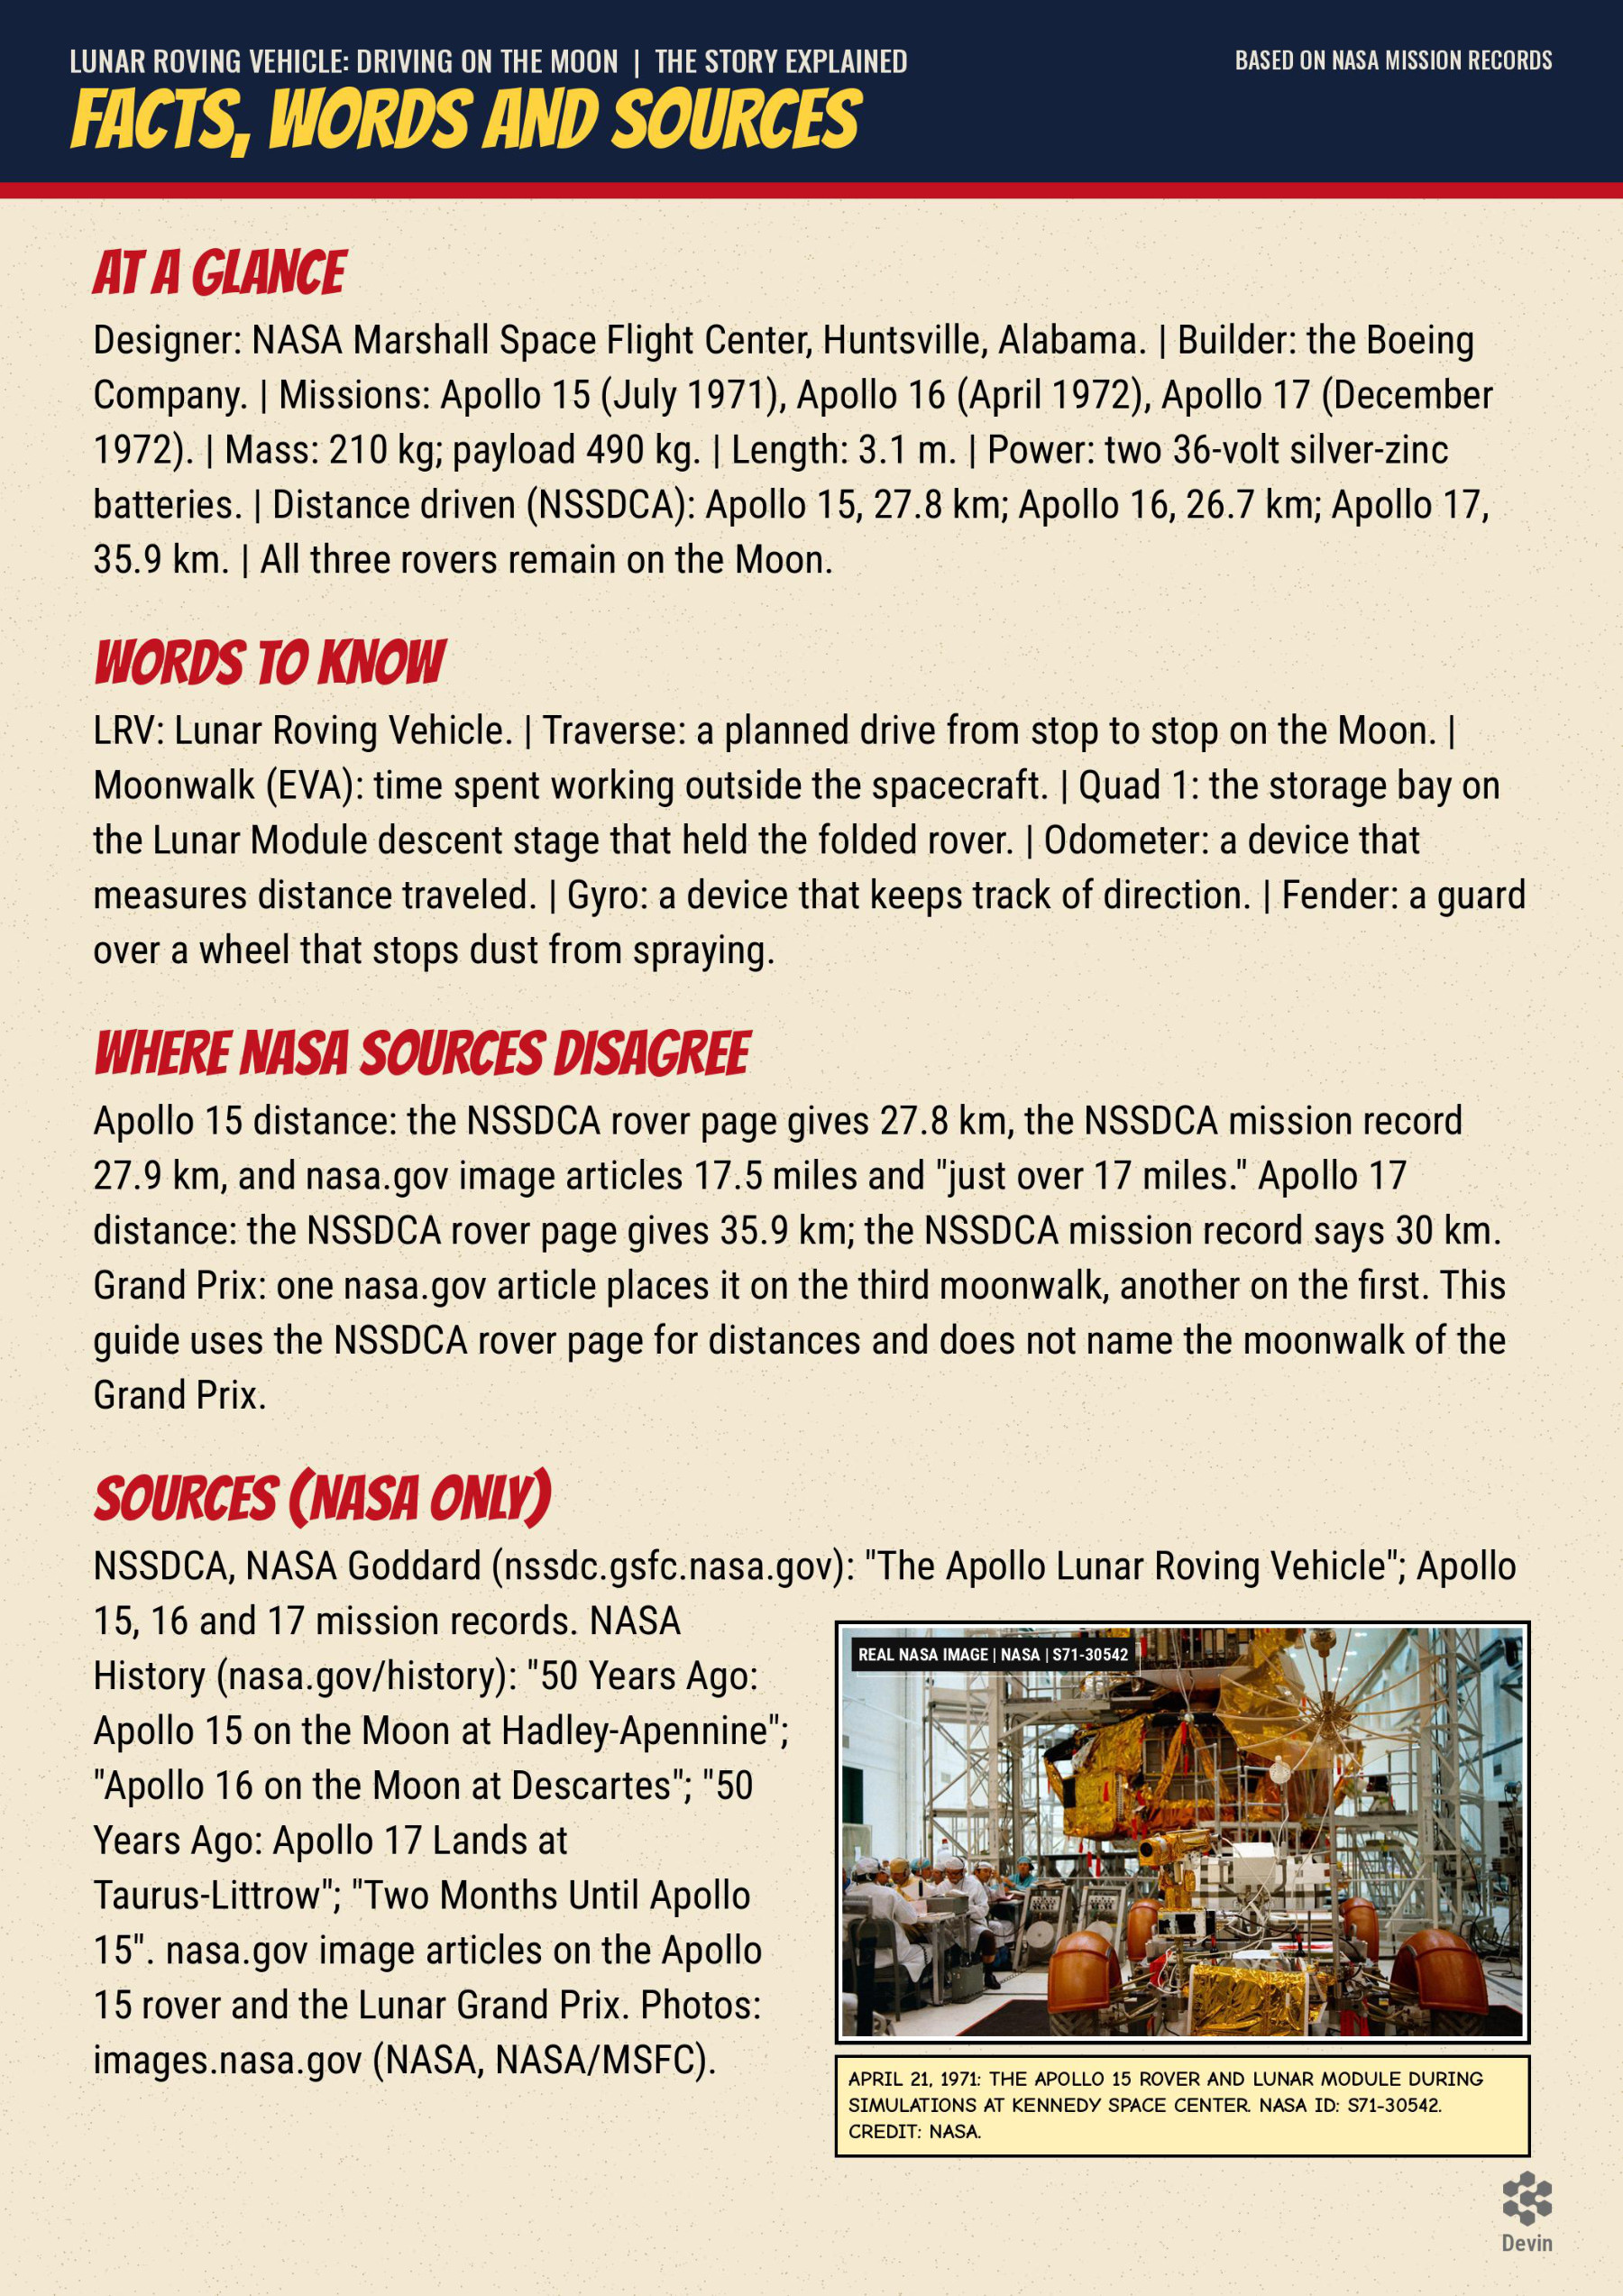 LUNAR ROVING VEHICLE: DRIVING ON THE MOON | THE STORY EXPLAINED
BASED ON NASA MISSION RECORDS
FACTS, WORDS AND SOURCES
AT A GLANCE
Designer: NASA Marshall Space Flight Center, Huntsville, Alabama. | Builder: the Boeing
Company. | Missions: Apollo 15 (July 1971), Apollo 16 (April 1972), Apollo 17 (December
1972). | Mass: 210 kg; payload 490 kg. | Length: 3.1 m. | Power: two 36-volt silver-zinc
batteries. | Distance driven (NSSDCA): Apollo 15, 27.8 km; Apollo 16, 26.7 km; Apollo 17,
35.9 km. | All three rovers remain on the Moon.
WORDS TO KNOW
LRV: Lunar Roving Vehicle. | Traverse: a planned drive from stop to stop on the Moon. |
Moonwalk (EVA): time spent working outside the spacecraft. | Quad 1: the storage bay on
the Lunar Module descent stage that held the folded rover. | Odometer: a device that
measures distance traveled. | Gyro: a device that keeps track of direction. | Fender: a guard
over a wheel that stops dust from spraying.
WHERE NASA SOURCES DISAGREE
Apollo 15 distance: the NSSDCA rover page gives 27.8 km, the NSSDCA mission record
27.9 km, and nasa.gov image articles 17.5 miles and "just over 17 miles." Apollo 17
distance: the NSSDCA rover page gives 35.9 km; the NSSDCA mission record says 30 km.
Grand Prix: one nasa.gov article places it on the third moonwalk, another on the first. This
guide uses the NSSDCA rover page for distances and does not name the moonwalk of the
Grand Prix.
SOURCES (NASA ONLY)
NSSDCA, NASA Goddard (nssdc.gsfc.nasa.gov): "The Apollo Lunar Roving Vehicle"; Apollo
15, 16 and 17 mission records. NASA
History (nasa.gov/history): "50 Years Ago:
Apollo 15 on the Moon at Hadley-Apennine";
"Apollo 16 on the Moon at Descartes"; "50
Years Ago: Apollo 17 Lands at
Taurus-Littrow"; "Two Months Until Apollo
15". nasa.gov image articles on the Apollo
15 rover and the Lunar Grand Prix. Photos:
images.nasa.gov (NASA, NASA/MSFC).
REAL NASA IMAGE | NASA | S71-30542
APRIL 21, 1971: THE APOLLO 15 ROVER AND LUNAR MODULE DURING
SIMULATIONS AT KENNEDY SPACE CENTER. NASA ID: S71-30542.
CREDIT: NASA.
Devin